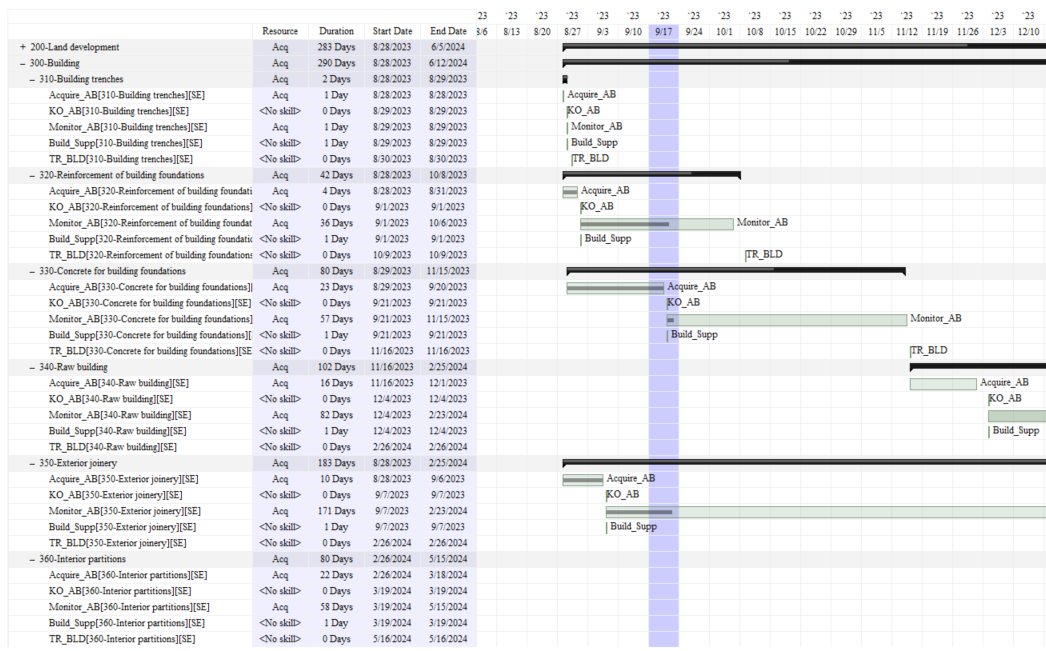 '23 '23 '23 '23 '23 '23 '23 '23 '23 '23 '23 '23 '23 '23 '23 '23 '23 '23 '23
Resource Duration Start Date End Date 8/6 8/13 8/20 8/27 9/3 9/10 9/17 9/24 10/1 10/8 10/15 10/22 10/29 11/5 11/12 11/19 11/26 12/3 12/10
+ 200-Land development Acq 283 Days 8/28/2023 6/5/2024
– 300-Building Acq 290 Days 8/28/2023 6/12/2024
– 310-Building trenches Acq 2 Days 8/28/2023 8/29/2023
Acquire_AB[310-Building trenches][SE] Acq 1 Day 8/28/2023 8/28/2023 Acquire_AB
KO_AB[310-Building trenches][SE] <No skill> 0 Days 8/29/2023 8/29/2023 KO_AB
Monitor_AB[310-Building trenches][SE] Acq 1 Day 8/29/2023 8/29/2023 Monitor_AB
Build_Supp[310-Building trenches][SE] <No skill> 1 Day 8/29/2023 8/29/2023 Build_Supp
TR_BLD[310-Building trenches][SE] <No skill> 0 Days 8/30/2023 8/30/2023 TR_BLD
– 320-Reinforcement of building foundations Acq 42 Days 8/28/2023 10/8/2023
Acquire_AB[320-Reinforcement of building foundati Acq 4 Days 8/28/2023 8/31/2023 Acquire_AB
KO_AB[320-Reinforcement of building foundations] <No skill> 0 Days 9/1/2023 9/1/2023 KO_AB
Monitor_AB[320-Reinforcement of building foundat Acq 36 Days 9/1/2023 10/6/2023 Monitor_AB
Build_Supp[320-Reinforcement of building foundatic <No skill> 1 Day 9/1/2023 9/1/2023 Build_Supp
TR_BLD[320-Reinforcement of building foundations <No skill> 0 Days 10/9/2023 10/9/2023 TR_BLD
– 330-Concrete for building foundations Acq 80 Days 8/29/2023 11/15/2023
Acquire_AB[330-Concrete for building foundations][ Acq 23 Days 8/29/2023 9/20/2023 Acquire_AB
KO_AB[330-Concrete for building foundations][SE] <No skill> 0 Days 9/21/2023 9/21/2023 KO_AB
Monitor_AB[330-Concrete for building foundations][ Acq 57 Days 9/21/2023 11/15/2023 Monitor_AB
Build_Supp[330-Concrete for building foundations][ <No skill> 1 Day 9/21/2023 9/21/2023 Build_Supp
TR_BLD[330-Concrete for building foundations][SE <No skill> 0 Days 11/16/2023 11/16/2023 TR_BLD
– 340-Raw building Acq 102 Days 11/16/2023 2/25/2024
Acquire_AB[340-Raw building][SE] Acq 16 Days 11/16/2023 12/1/2023 Acquire_AB
KO_AB[340-Raw building][SE] <No skill> 0 Days 12/4/2023 12/4/2023 KO_AB
Monitor_AB[340-Raw building][SE] Acq 82 Days 12/4/2023 2/23/2024
Build_Supp[340-Raw building][SE] <No skill> 1 Day 12/4/2023 12/4/2023 Build_Supp
TR_BLD[340-Raw building][SE] <No skill> 0 Days 2/26/2024 2/26/2024
– 350-Exterior joinery Acq 183 Days 8/28/2023 2/25/2024
Acquire_AB[350-Exterior joinery][SE] Acq 10 Days 8/28/2023 9/6/2023 Acquire_AB
KO_AB[350-Exterior joinery][SE] <No skill> 0 Days 9/7/2023 9/7/2023 KO_AB
Monitor_AB[350-Exterior joinery][SE] Acq 171 Days 9/7/2023 2/23/2024
Build_Supp[350-Exterior joinery][SE] <No skill> 1 Day 9/7/2023 9/7/2023 Build_Supp
TR_BLD[350-Exterior joinery][SE] <No skill> 0 Days 2/26/2024 2/26/2024
– 360-Interior partitions Acq 80 Days 2/26/2024 5/15/2024
Acquire_AB[360-Interior partitions][SE] Acq 22 Days 2/26/2024 3/18/2024
KO_AB[360-Interior partitions][SE] <No skill> 0 Days 3/19/2024 3/19/2024
Monitor_AB[360-Interior partitions][SE] Acq 58 Days 3/19/2024 5/15/2024
Build_Supp[360-Interior partitions][SE] <No skill> 1 Day 3/19/2024 3/19/2024
TR_BLD[360-Interior partitions][SE] <No skill> 0 Days 5/16/2024 5/16/2024